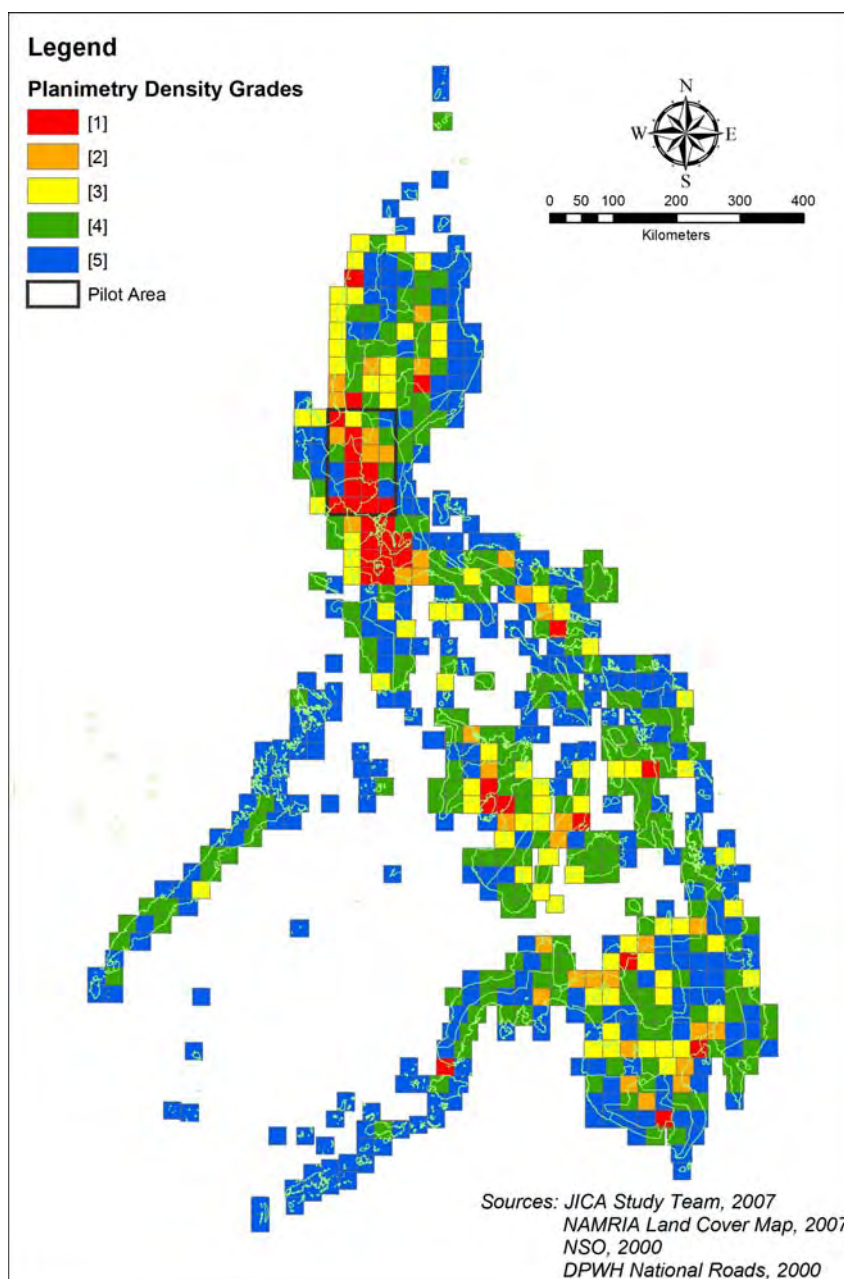 Legend
Planimetry Density Grades
[1]
[2]
[3]
[4]
[5]
Pilot Area
N
W E
S
0 50 100 200 300 400
Kilometers
Sources: JICA Study Team, 2007
NAMRIA Land Cover Map, 2007
NSO, 2000
DPWH National Roads, 2000